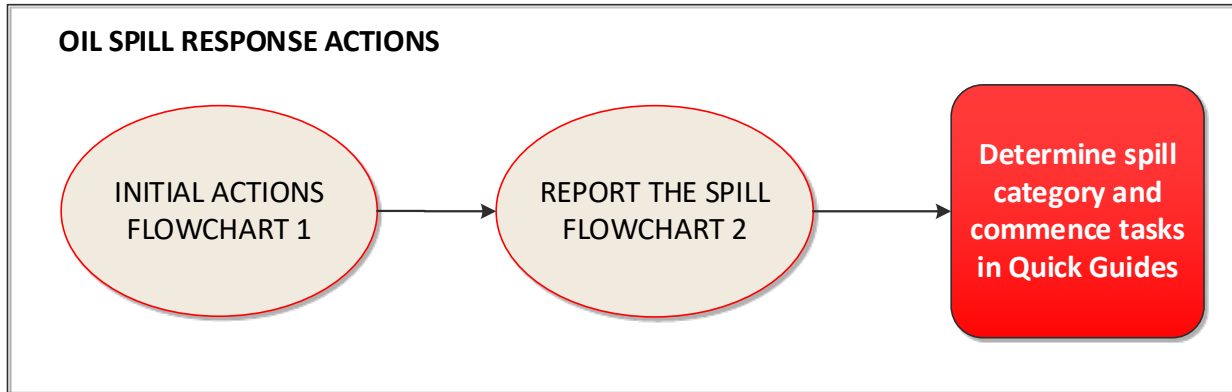 OIL SPILL RESPONSE ACTIONS
INITIAL ACTIONS
FLOWCHART 1
REPORT THE SPILL
FLOWCHART 2
Determine spill
category and
commence tasks
in Quick Guides